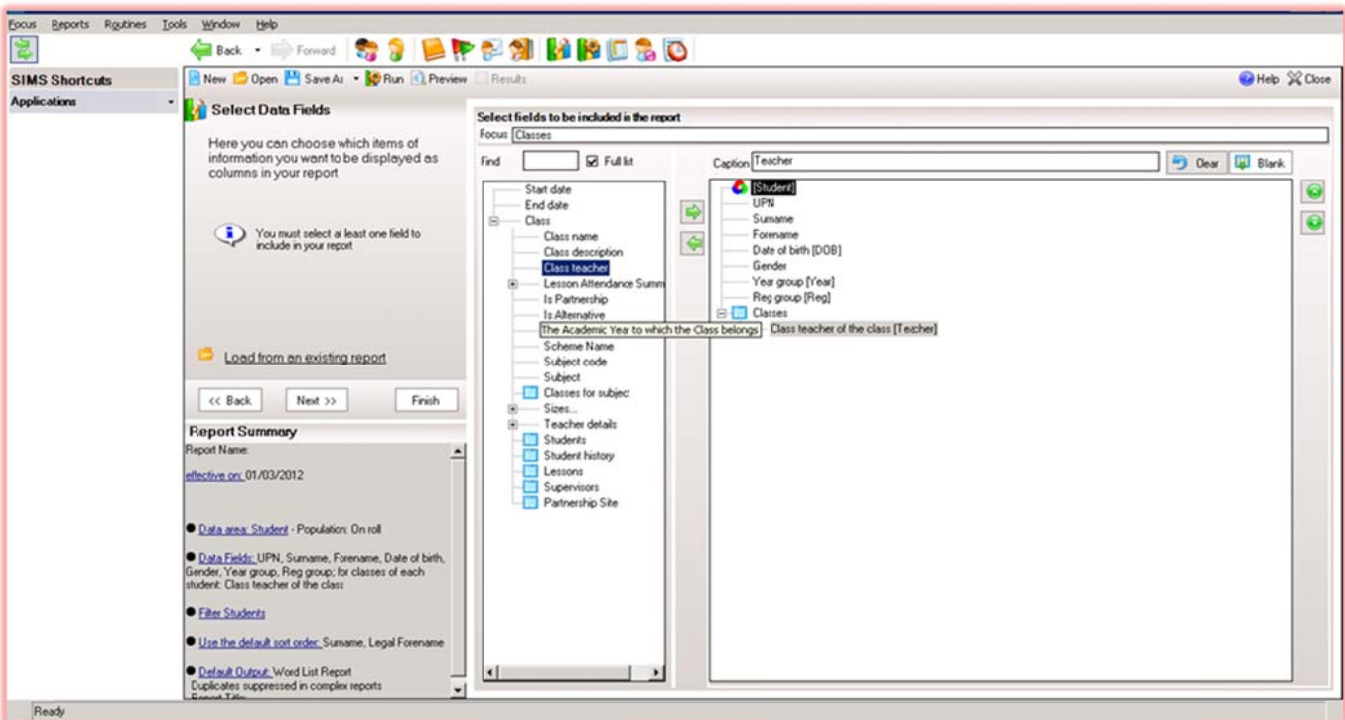 Focus Reports Routines Tools Window Help
Back Forward
SIMS Shortcuts
Applications
New Open Save As Run Preview Results Help Close
Select Data Fields
Here you can choose which items of
information you want to be displayed as
columns in your report
You must select at least one field to
include in your report
Load from an existing report
<< Back Next >> Finish
Report Summary
Report Name:
effective on: 01/03/2012
Data area: Student - Population: On roll
Data Fields: UPN, Surname, Forename, Date of birth,
Gender, Year group, Reg group; for classes of each
student: Class teacher of the class
Filter Students
Use the default sort order: Surname, Legal Forename
Default Output: Word List Report
Duplicates suppressed in complex reports
Report Title:
Select fields to be included in the report
Focus Classes
Find Full list
Start date
End date
Class
Class name
Class description
Class teacher
Lesson Attendance Summ
Is Partnership
Is Alternative
The Academic Year to which the Class belongs
Scheme Name
Subject code
Subject
Classes for subject
Sizes...
Teacher details
Students
Student history
Lessons
Supervisors
Partnership Site
Caption Teacher Clear Blank
[Student]
UPN
Surname
Forename
Date of birth [DOB]
Gender
Year group [Year]
Reg group [Reg]
Classes
Class teacher of the class [Teacher]
Ready